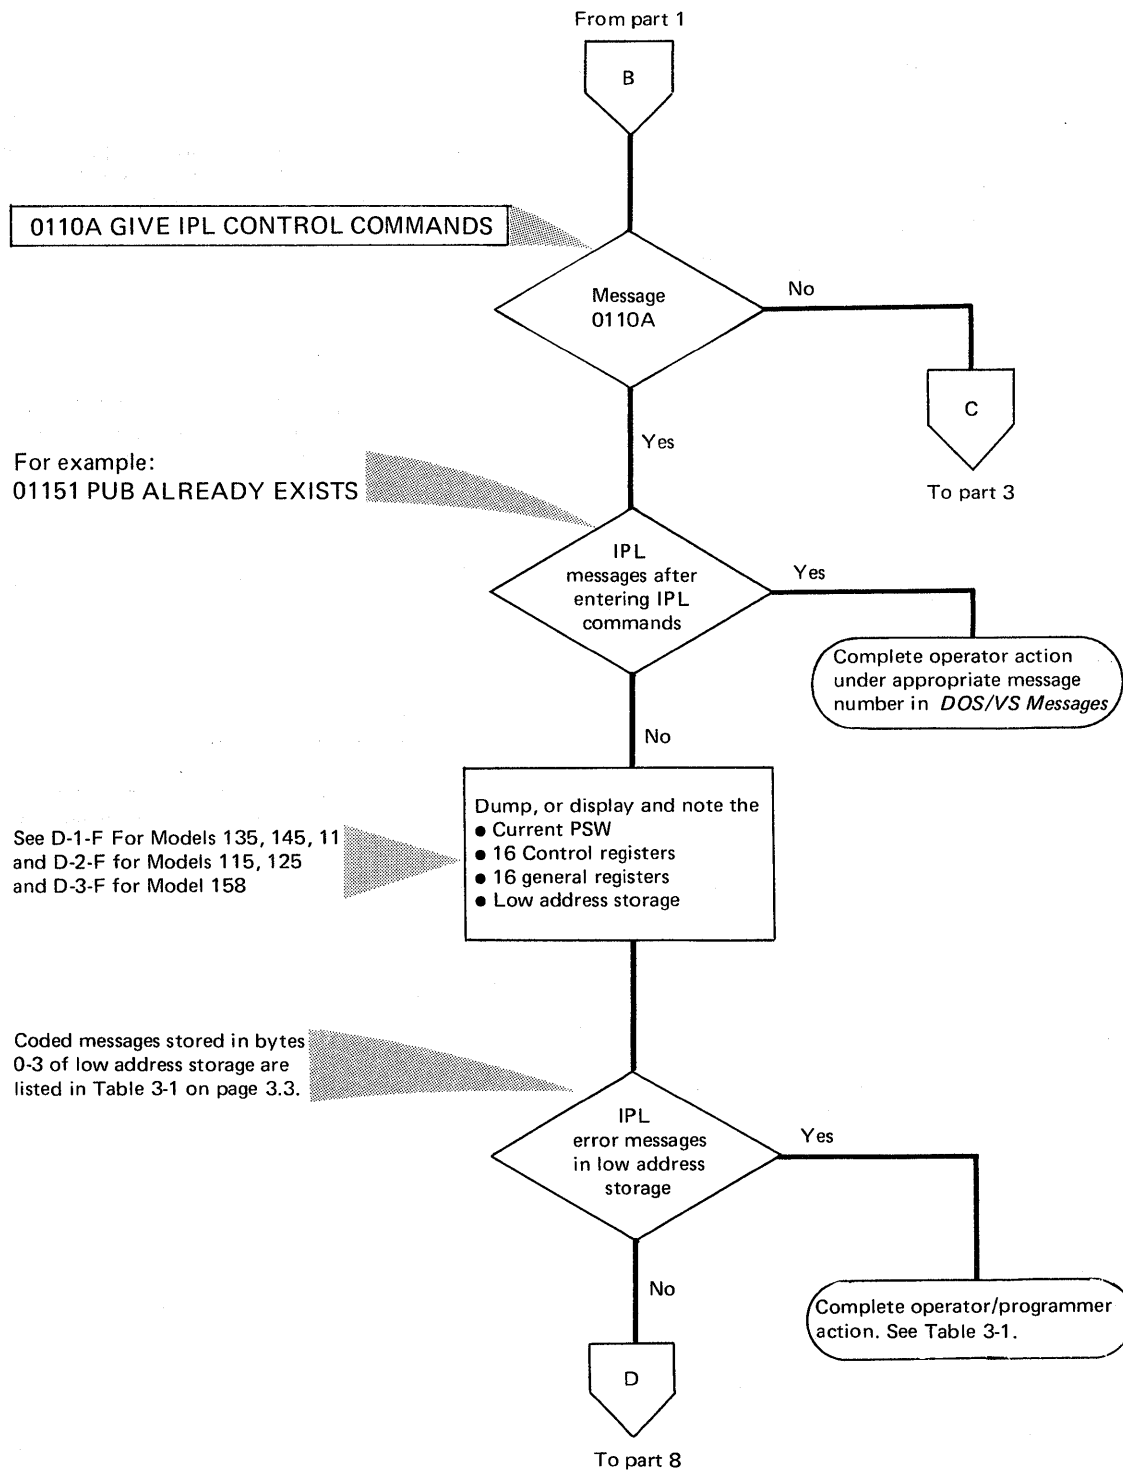 From part 1
B
0110A GIVE IPL CONTROL COMMANDS
Message
0110A
No
C
To part 3
Yes
For example:
01151 PUB ALREADY EXISTS
IPL
messages after
entering IPL
commands
Yes
Complete operator action
under appropriate message
number in DOS/VS Messages
No
Dump, or display and note the
● Current PSW
● 16 Control registers
● 16 general registers
● Low address storage
See D-1-F For Models 135, 145, 11
and D-2-F for Models 115, 125
and D-3-F for Model 158
Coded messages stored in bytes
0-3 of low address storage are
listed in Table 3-1 on page 3.3.
IPL
error messages
in low address
storage
Yes
Complete operator/programmer
action. See Table 3-1.
No
D
To part 8